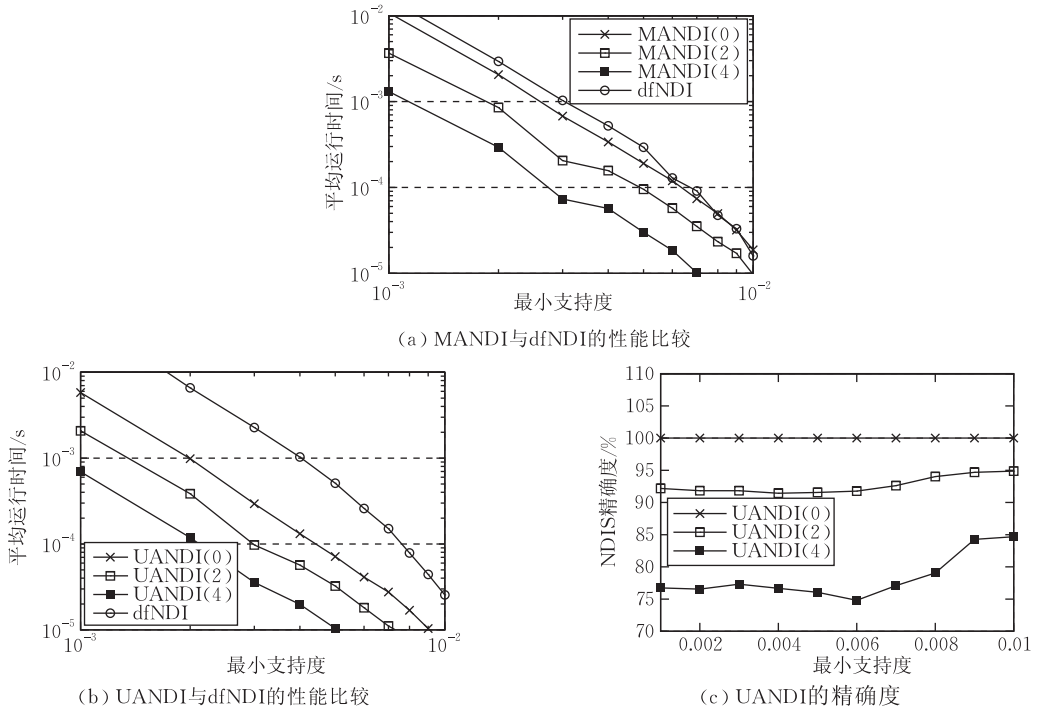 10^-2
10^-3
10^-4
10^-5
平均运行时间/s
MANDI(0)
MANDI(2)
MANDI(4)
dfNDI
10^-3
10^-2
最小支持度
(a) MANDI与dfNDI的性能比较
10^-2
10^-3
10^-4
10^-5
平均运行时间/s
UANDI(0)
UANDI(2)
UANDI(4)
dfNDI
10^-3
10^-2
最小支持度
(b) UANDI与dfNDI的性能比较
110
105
100
95
90
85
80
75
70
NDIS精确度/%
UANDI(0)
UANDI(2)
UANDI(4)
0.002 0.004 0.006 0.008 0.01
最小支持度
(c) UANDI的精确度